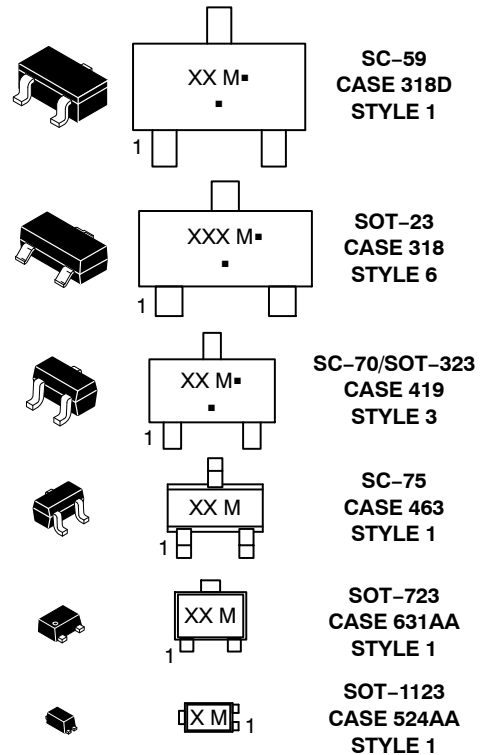 XX M▪
▪
1
SC−59
CASE 318D
STYLE 1
XXX M▪
▪
1
SOT−23
CASE 318
STYLE 6
XX M▪
▪
1
SC−70/SOT−323
CASE 419
STYLE 3
XX M
1
SC−75
CASE 463
STYLE 1
XX M
1
SOT−723
CASE 631AA
STYLE 1
X M
1
SOT−1123
CASE 524AA
STYLE 1